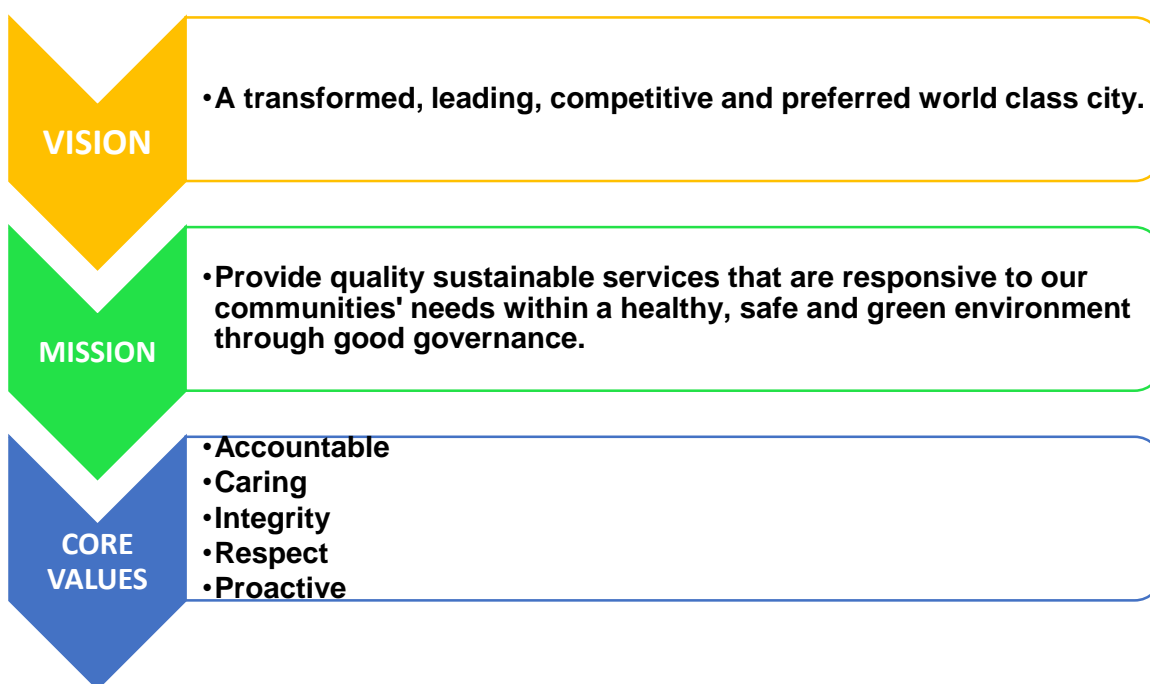 VISION
•A transformed, leading, competitive and preferred world class city.
MISSION
•Provide quality sustainable services that are responsive to our
communities' needs within a healthy, safe and green environment
through good governance.
CORE
VALUES
•Accountable
•Caring
•Integrity
•Respect
•Proactive